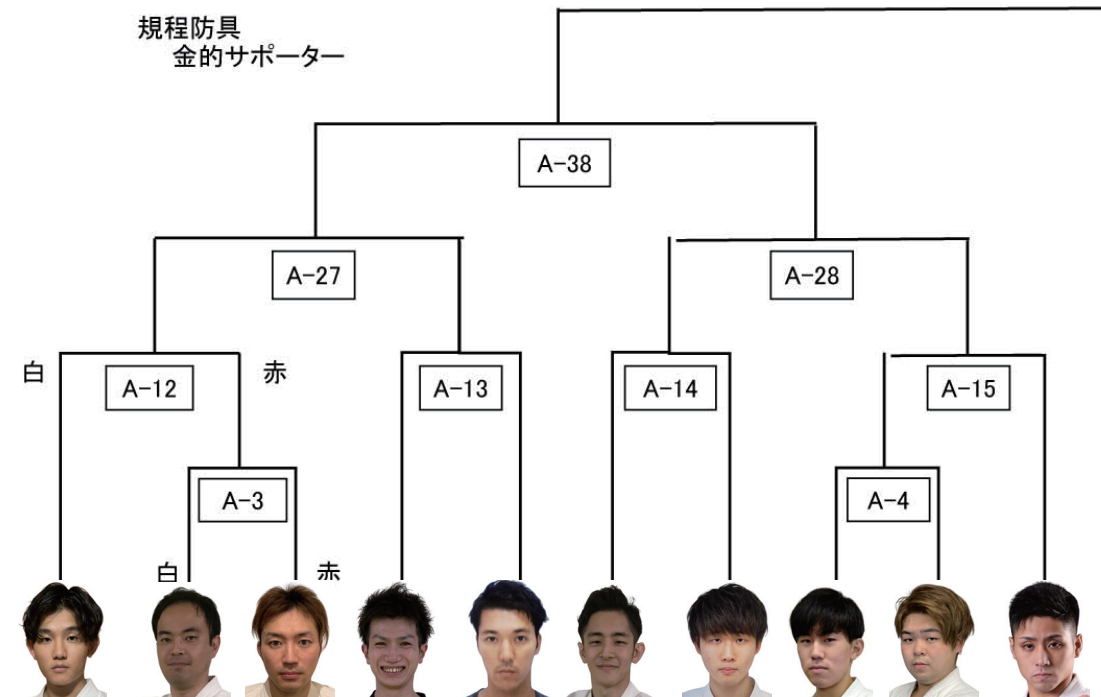 規程防具
金的サポーター
A-38
A-27
A-28
白
A-12
赤
A-13
A-14
A-15
A-3
A-4
白
赤